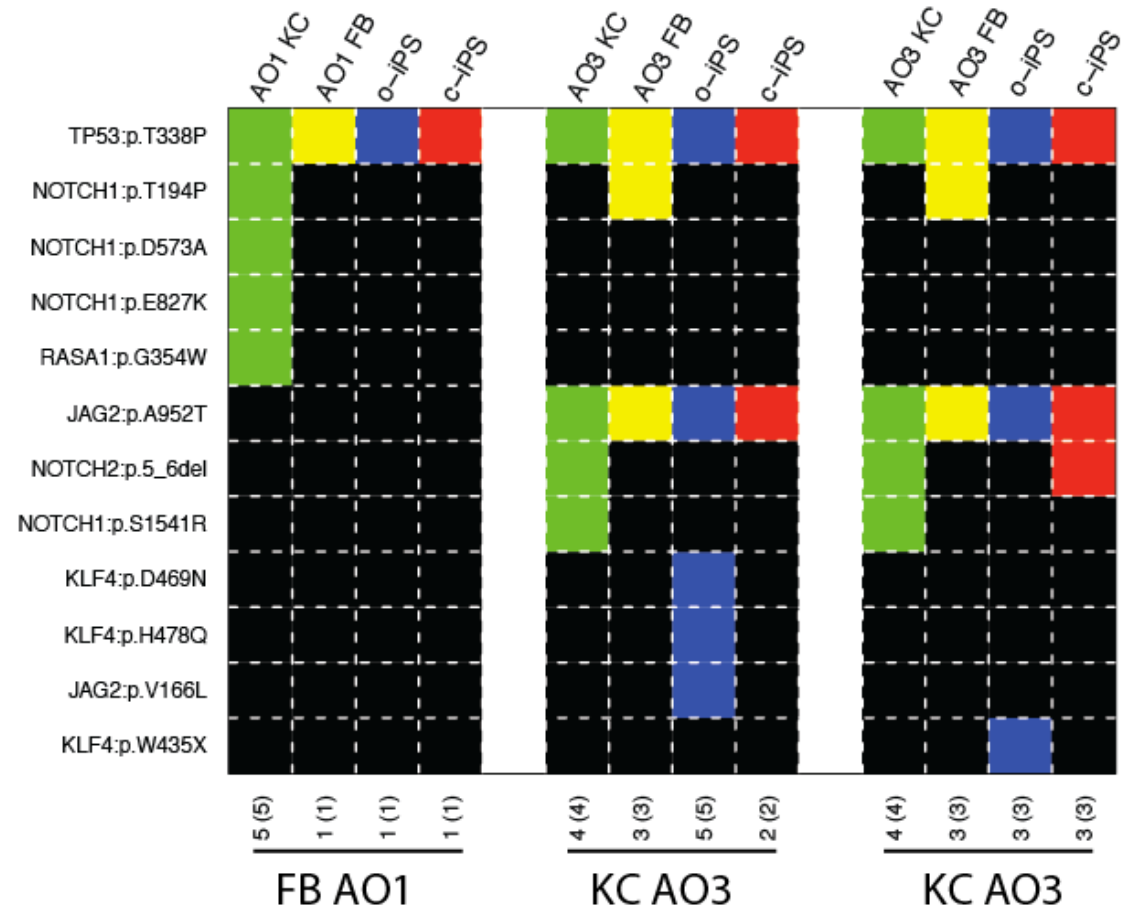 AO1 KC AO1 FB o-iPS c-iPS AO3 KC AO3 FB o-iPS c-iPS AO3 KC AO3 FB o-iPS c-iPS
TP53:p.T338P
NOTCH1:p.T194P
NOTCH1:p.D573A
NOTCH1:p.E827K
RASA1:p.G354W
JAG2:p.A952T
NOTCH2:p.5_6del
NOTCH1:p.S1541R
KLF4:p.D469N
KLF4:p.H478Q
JAG2:p.V166L
KLF4:p.W435X
5 (5) 1 (1) 1 (1) 1 (1) 4 (4) 3 (3) 5 (5) 2 (2) 4 (4) 3 (3) 3 (3) 3 (3)
FB AO1 KC AO3 KC AO3